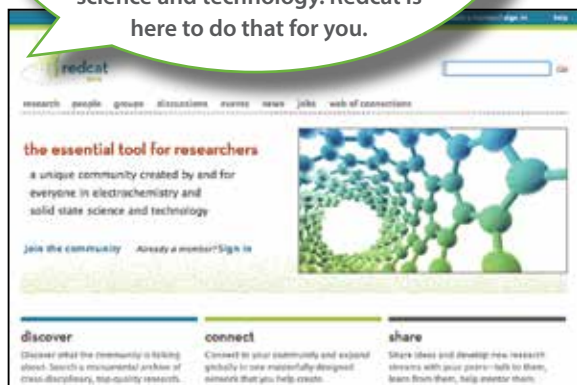 science and technology. Redcat is
here to do that for you.
sign in help
redcat
beta
GO
research people groups discussions events news jobs web of connections
the essential tool for researchers
a unique community created by and for
everyone in electrochemistry and
solid state science and technology
Join the community Already a member? Sign in
discover
connect
share
Discover what the community is talking
about. Search a monumental archive of
cross-disciplinary, top-quality research.
Connect to your community and expand
globally in one masterfully-designed
network that you help create.
Share ideas and develop new research
streams with your peers—talk to them,
learn from them, help mentor them.